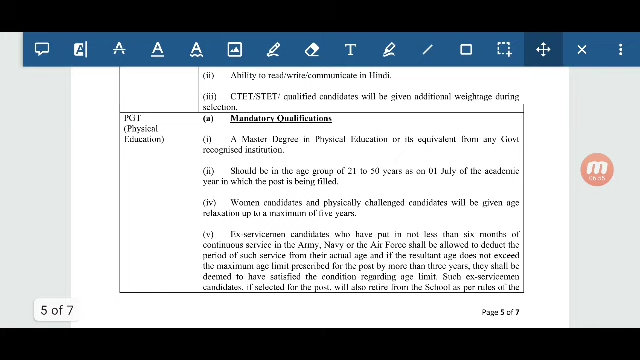 (ii) Ability to read/write/communicate in Hindi.
(iii) CTET/STET/ qualified candidates will be given additional weightage during
selection.
PGT
(Physical
Education)
(a) Mandatory Qualifications
(i) A Master Degree in Physical Education or its equivalent from any Govt
recognised institution.
(ii) Should be in the age group of 21 to 50 years as on 01 July of the academic
year in which the post is being filled.
(iv) Women candidates and physically challenged candidates will be given age
relaxation up to a maximum of five years.
(v) Ex-servicemen candidates who have put in not less than six months of
continuous service in the Army, Navy or the Air Force shall be allowed to deduct the
period of such service from their actual age and if the resultant age does not exceed
the maximum age limit prescribed for the post by more than three years, they shall be
deemed to have satisfied the condition regarding age limit. Such ex-servicemen
candidates, if selected for the post, will also retire from the School as per rules of the
5 of 7
Page 5 of 7
06:55